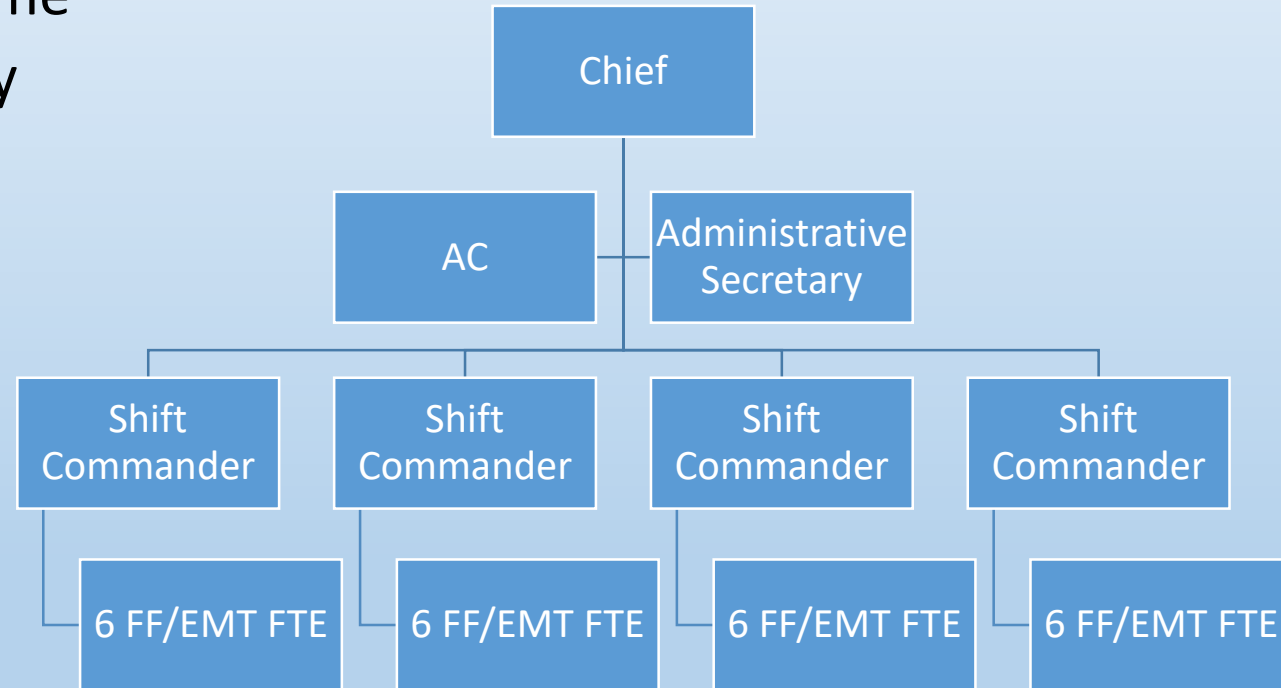 Chief
AC
Administrative
Secretary
Shift
Commander
Shift
Commander
Shift
Commander
Shift
Commander
6 FF/EMT FTE
6 FF/EMT FTE
6 FF/EMT FTE
6 FF/EMT FTE